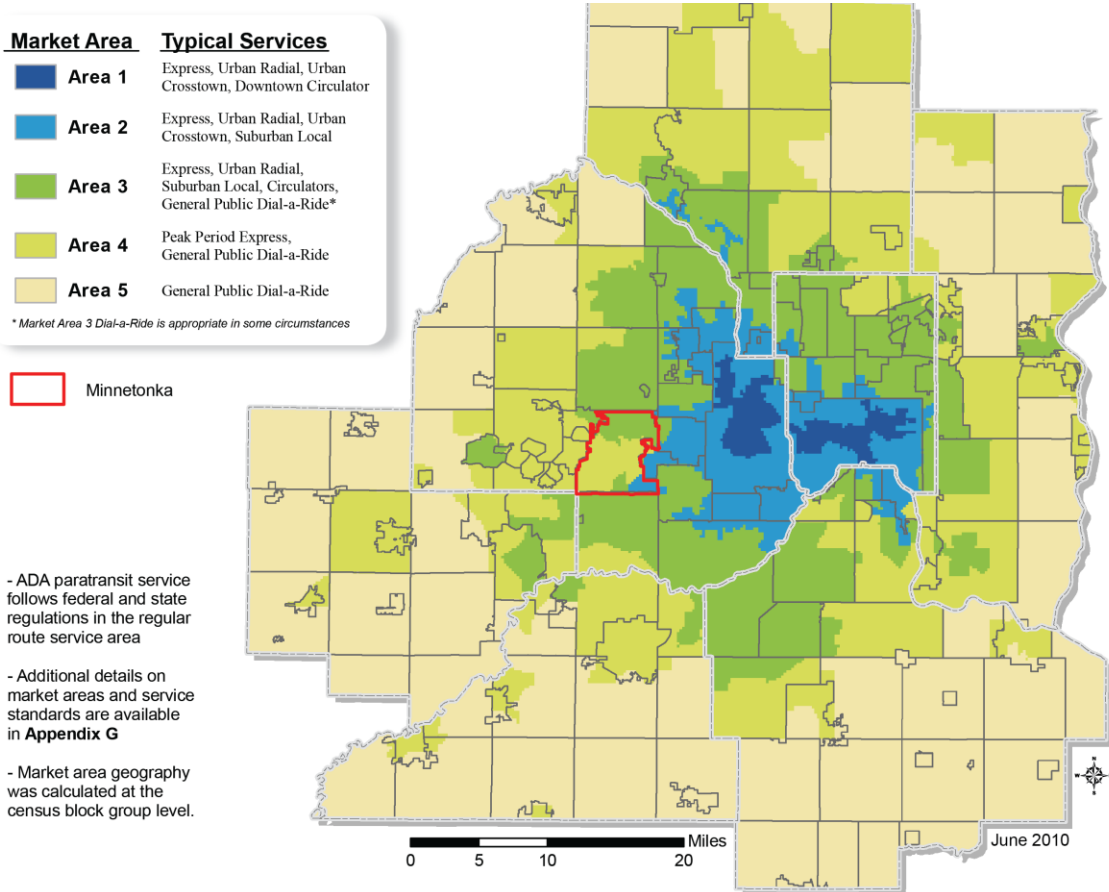 Market Area Typical Services
Area 1
Express, Urban Radial, Urban
Crosstown, Downtown Circulator
Area 2
Express, Urban Radial, Urban
Crosstown, Suburban Local
Area 3
Express, Urban Radial,
Suburban Local, Circulators,
General Public Dial-a-Ride*
Area 4
Peak Period Express,
General Public Dial-a-Ride
Area 5
General Public Dial-a-Ride
* Market Area 3 Dial-a-Ride is appropriate in some circumstances
Minnetonka
- ADA paratransit service
follows federal and state
regulations in the regular
route service area
- Additional details on
market areas and service
standards are available
in Appendix G
- Market area geography
was calculated at the
census block group level.
Miles
0 5 10 20
N
W E
S
June 2010